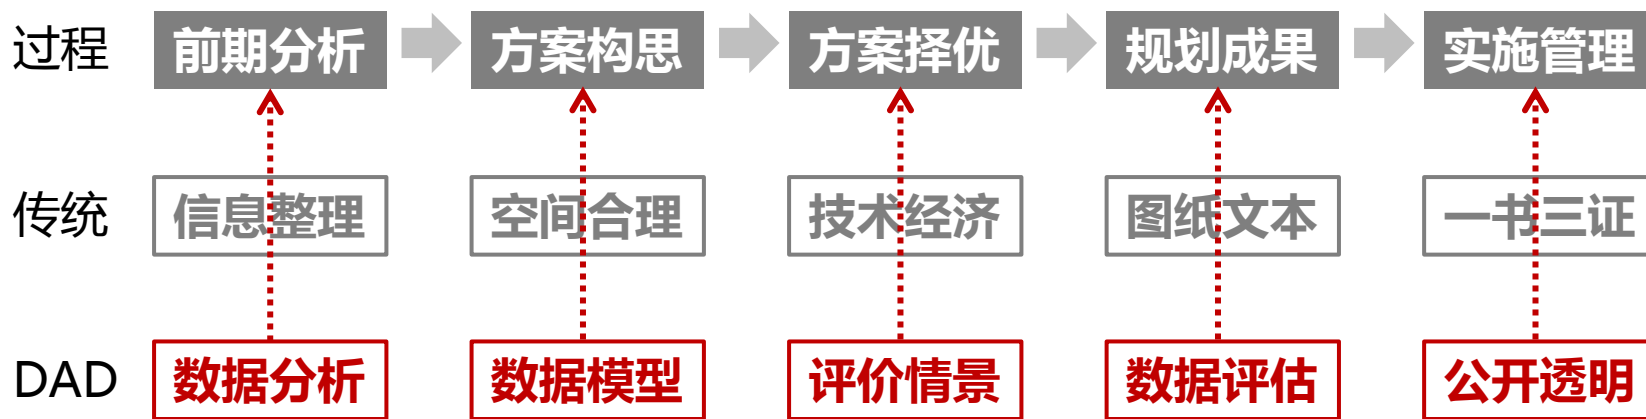 过程 前期分析 方案构思 方案择优 规划成果 实施管理
传统 信息整理 空间合理 技术经济 图纸文本 一书三证
DAD 数据分析 数据模型 评价情景 数据评估 公开透明